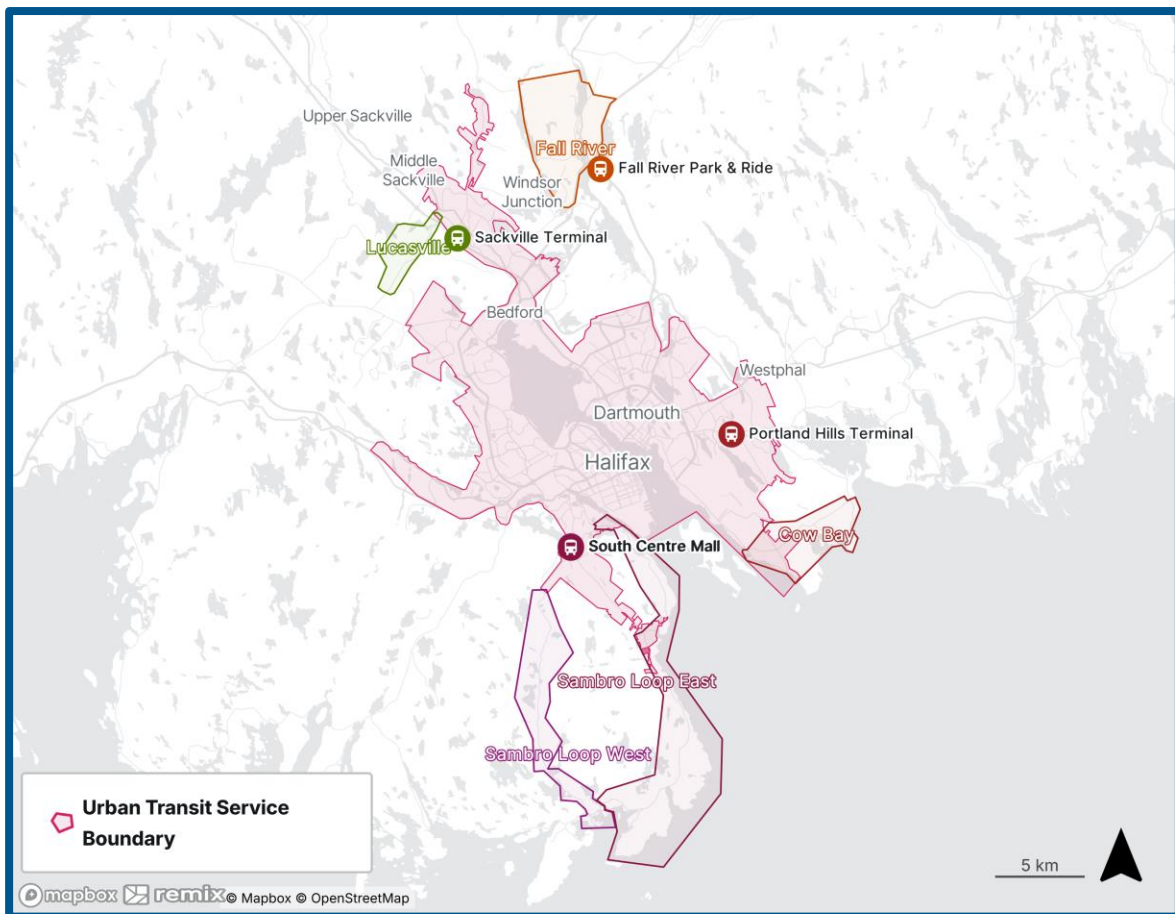 Upper Sackville
Fall River
Fall River Park & Ride
Middle
Sackville
Windsor
Junction
Lucasville
Sackville Terminal
Bedford
Westphal
Dartmouth
Portland Hills Terminal
Halifax
Cow Bay
South Centre Mall
Sambro Loop East
Sambro Loop West
Urban Transit Service
Boundary
5 km
mapbox remix © Mapbox © OpenStreetMap